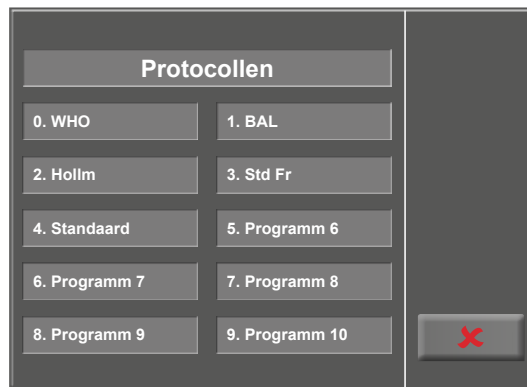 Protocollen
0. WHO
1. BAL
2. Hollm
3. Std Fr
4. Standaard
5. Programm 6
6. Programm 7
7. Programm 8
8. Programm 9
9. Programm 10